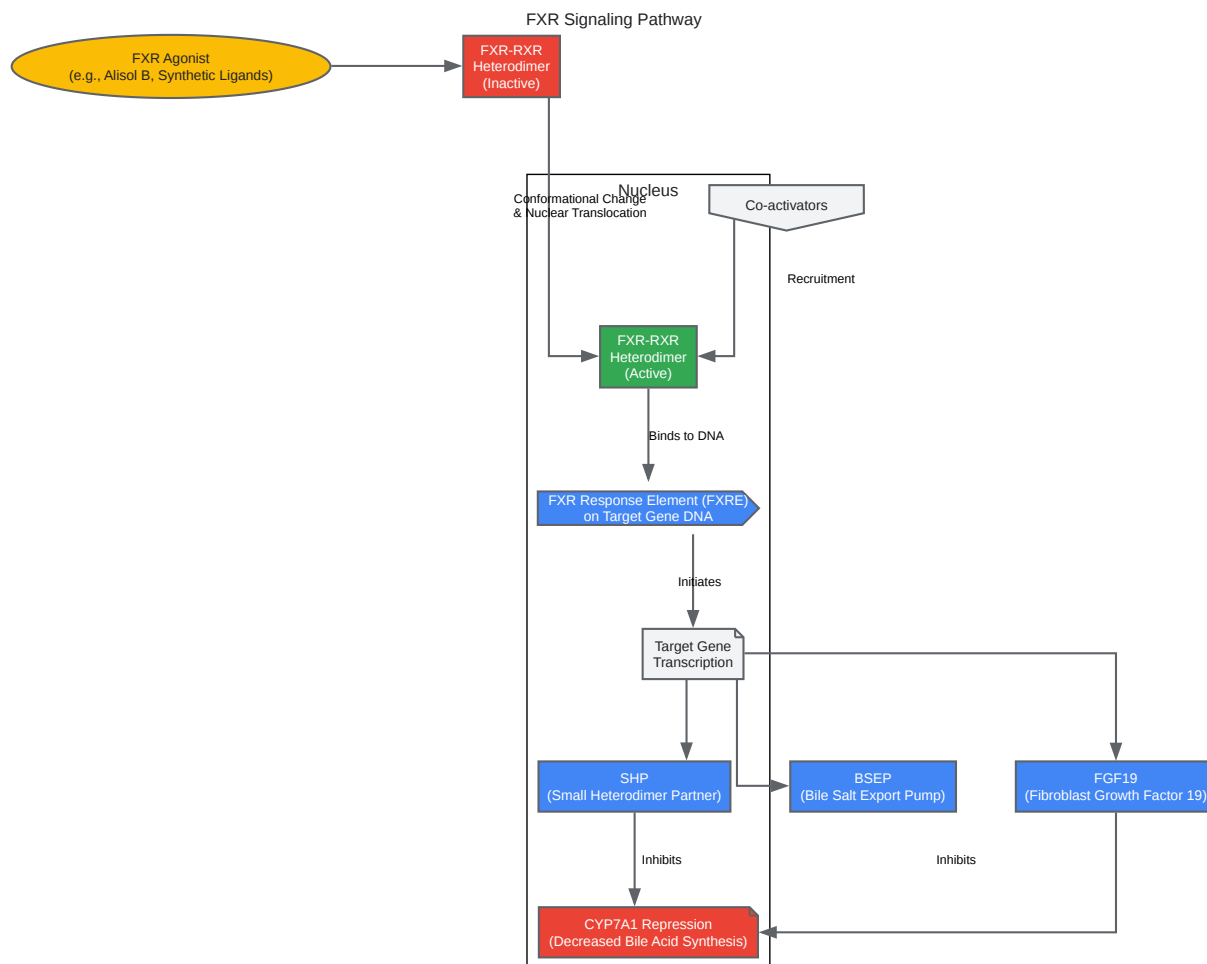 FXR Signaling Pathway
FXR Agonist
(e.g., Alisol B, Synthetic Ligands)
FXR-RXR
Heterodimer
(Inactive)
Nucleus
Conformational Change
& Nuclear Translocation
Co-activators
Recruitment
FXR-RXR
Heterodimer
(Active)
Binds to DNA
FXR Response Element (FXRE)
on Target Gene DNA
Initiates
Target Gene
Transcription
SHP
(Small Heterodimer Partner)
BSEP
(Bile Salt Export Pump)
FGF19
(Fibroblast Growth Factor 19)
Inhibits
Inhibits
CYP7A1 Repression
(Decreased Bile Acid Synthesis)